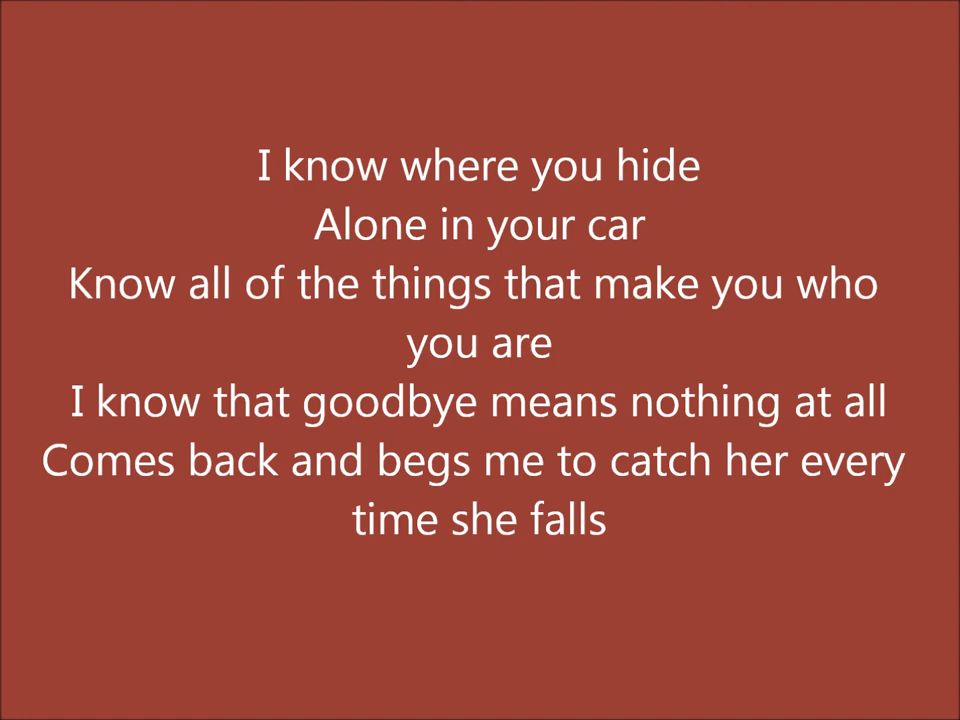 I know where you hide
Alone in your car
Know all of the things that make you who
you are
I know that goodbye means nothing at all
Comes back and begs me to catch her every
time she falls